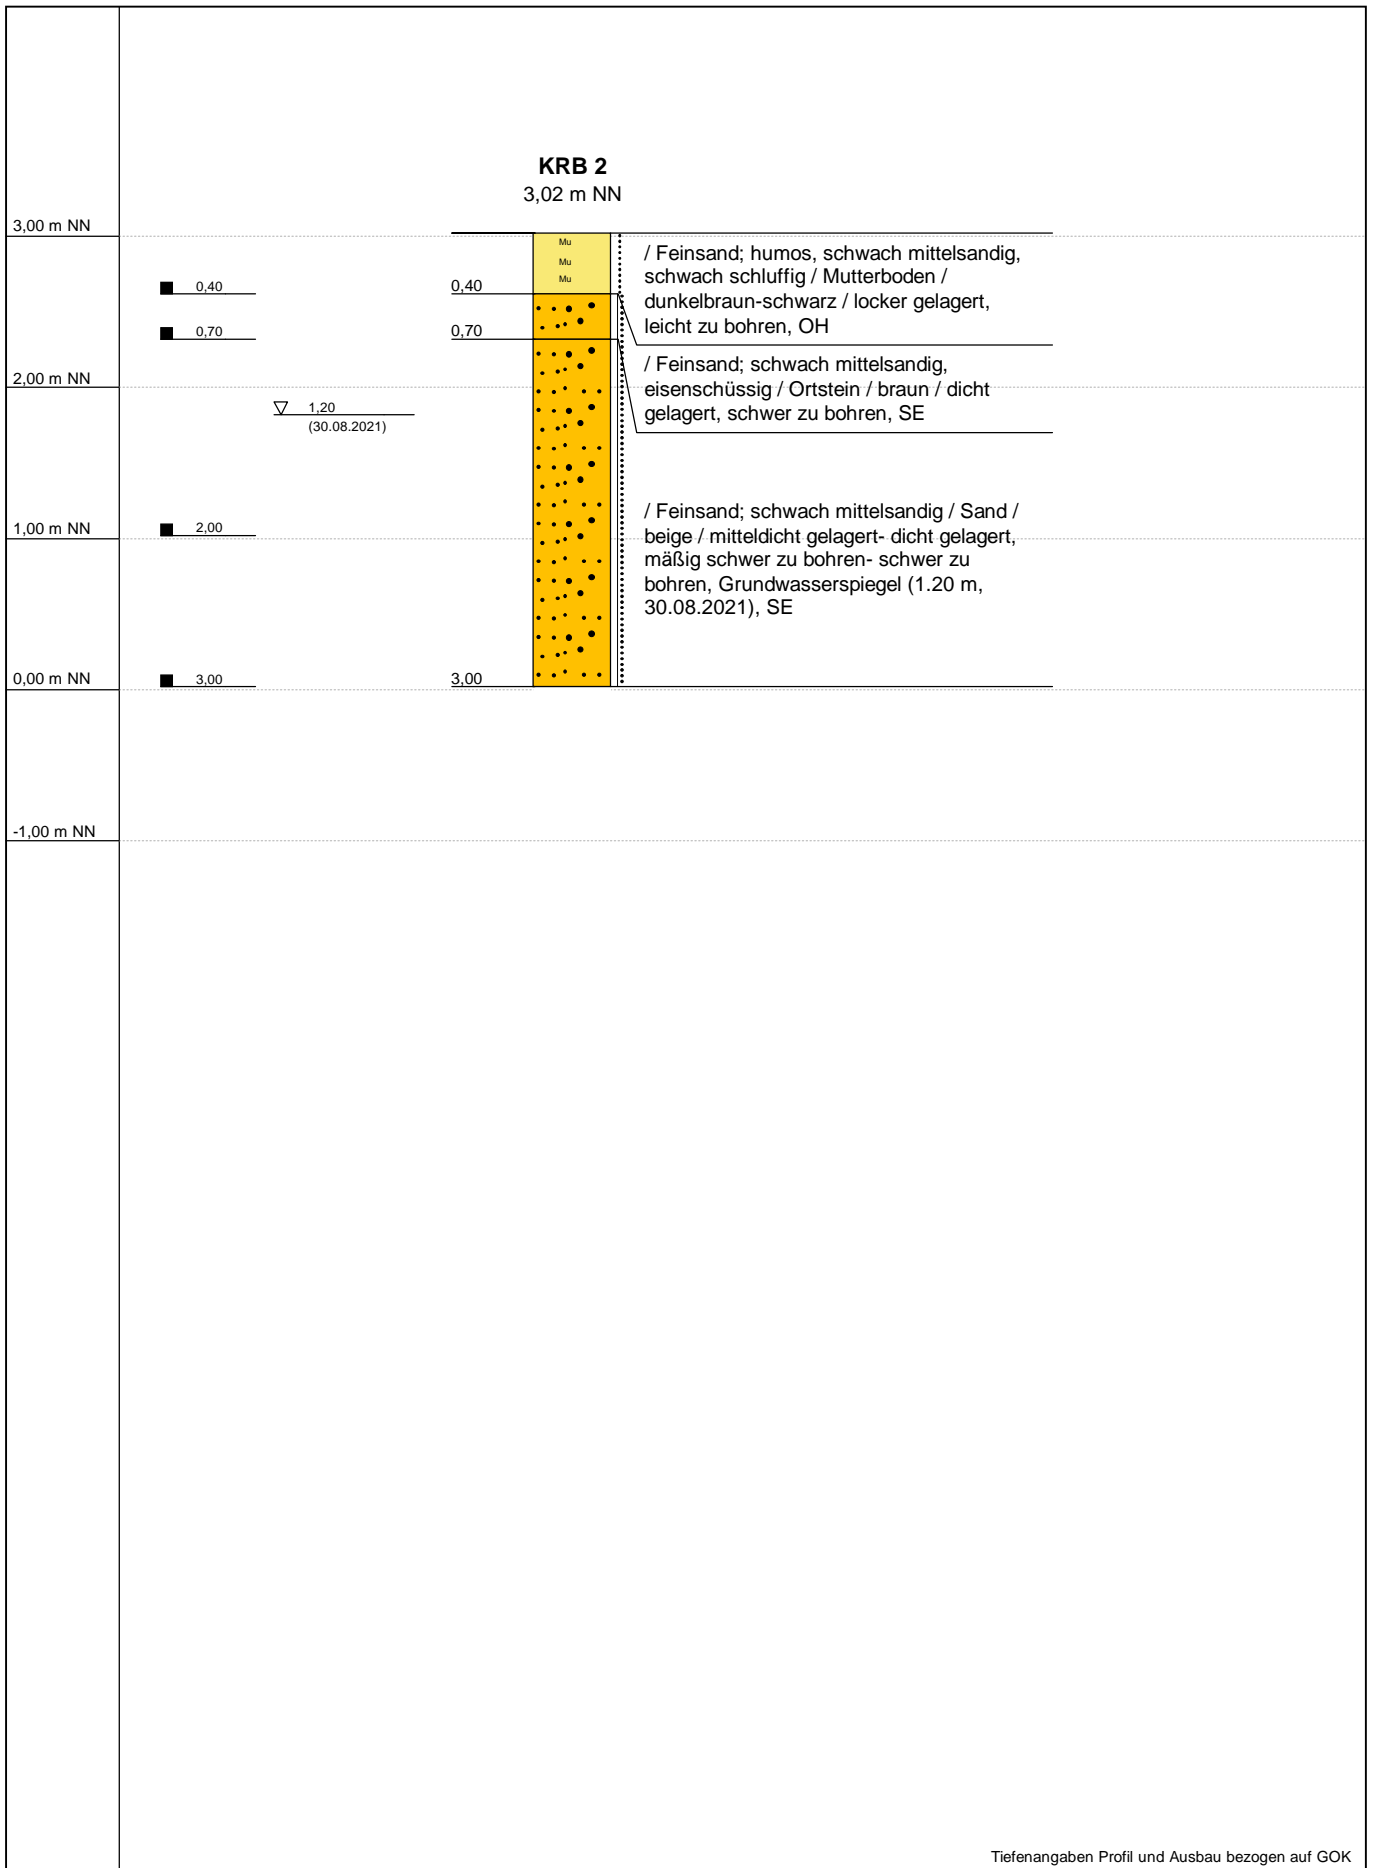 KRB 2
3,02 m NN
3,00 m NN
Mu
Mu
Mu
/ Feinsand; humos, schwach mittelsandig,
schwach schluffig / Mutterboden /
dunkelbraun-schwarz / locker gelagert,
leicht zu bohren, OH
0,40
0,40
0,70
0,70
/ Feinsand; schwach mittelsandig,
eisenschüssig / Ortstein / braun / dicht
gelagert, schwer zu bohren, SE
2,00 m NN
1,20
(30.08.2021)
/ Feinsand; schwach mittelsandig / Sand /
beige / mitteldicht gelagert- dicht gelagert,
mäßig schwer zu bohren- schwer zu
bohren, Grundwasserspiegel (1.20 m,
30.08.2021), SE
1,00 m NN
2,00
0,00 m NN
3,00
3,00
-1,00 m NN
Tiefenangaben Profil und Ausbau bezogen auf GOK